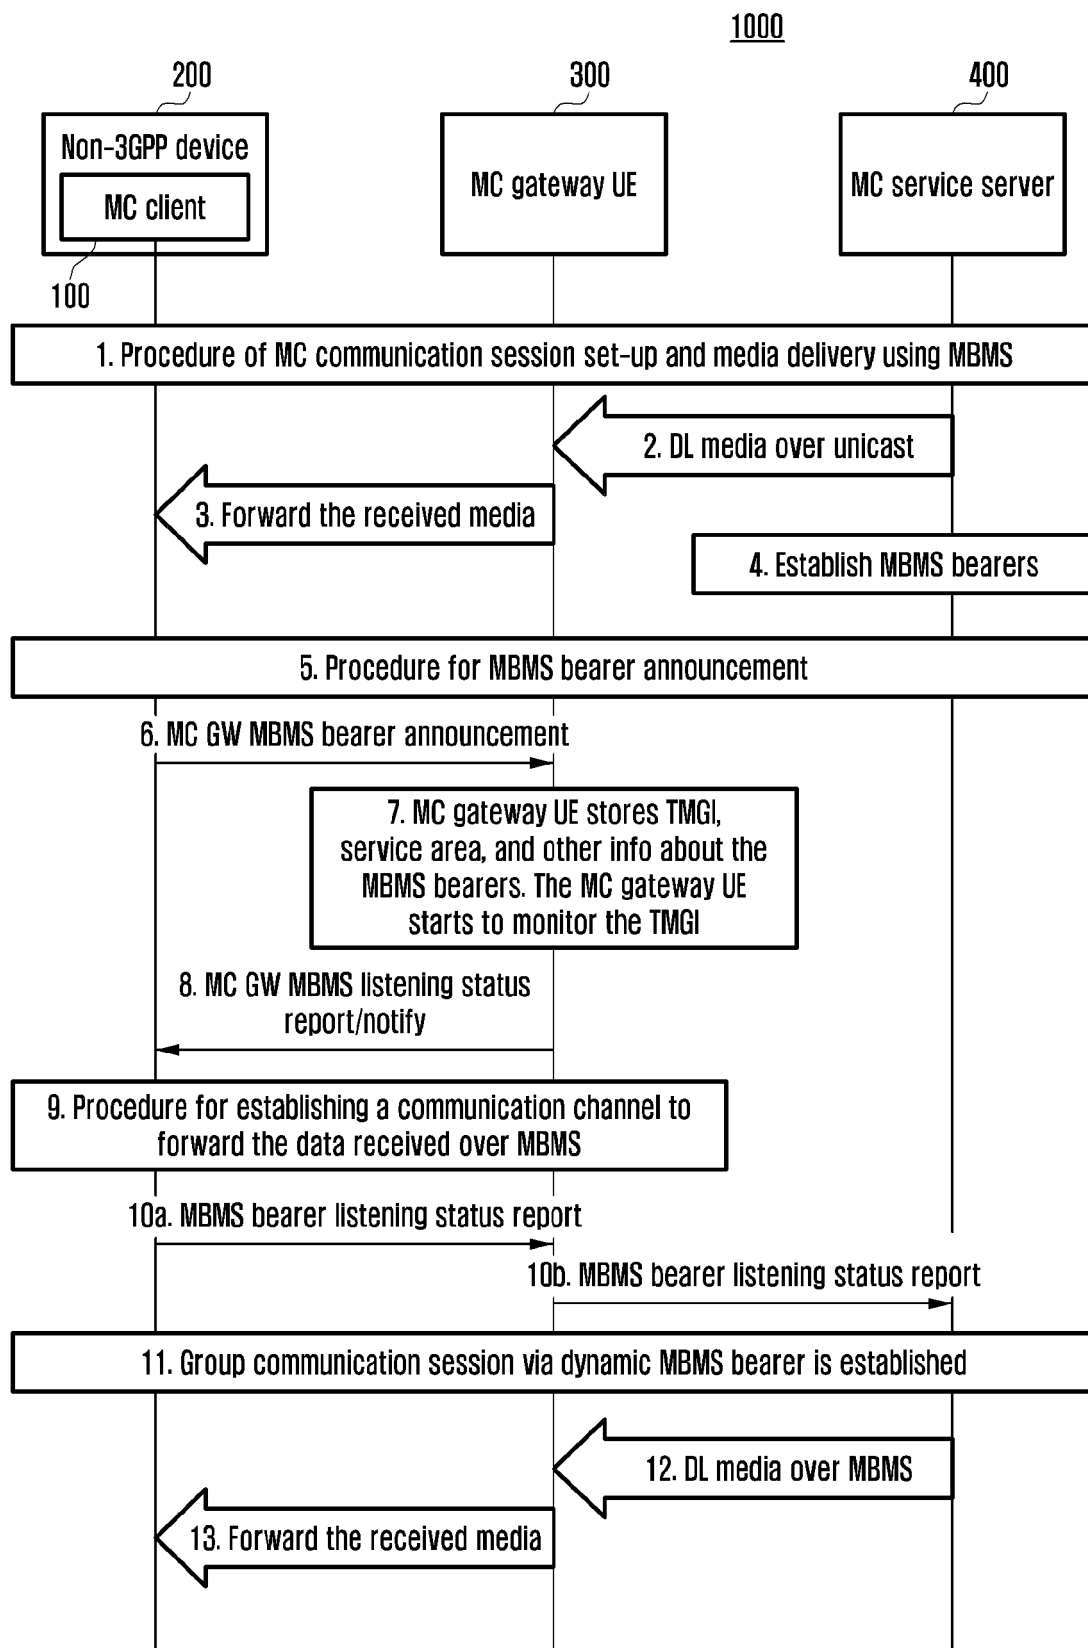 1000
200
300
400
Non-3GPP device
MC client
MC gateway UE
MC service server
100
1. Procedure of MC communication session set-up and media delivery using MBMS
2. DL media over unicast
3. Forward the received media
4. Establish MBMS bearers
5. Procedure for MBMS bearer announcement
6. MC GW MBMS bearer announcement
7. MC gateway UE stores TMGI,
service area, and other info about the
MBMS bearers. The MC gateway UE
starts to monitor the TMGI
8. MC GW MBMS listening status
report/notify
9. Procedure for establishing a communication channel to
forward the data received over MBMS
10a. MBMS bearer listening status report
10b. MBMS bearer listening status report
11. Group communication session via dynamic MBMS bearer is established
12. DL media over MBMS
13. Forward the received media